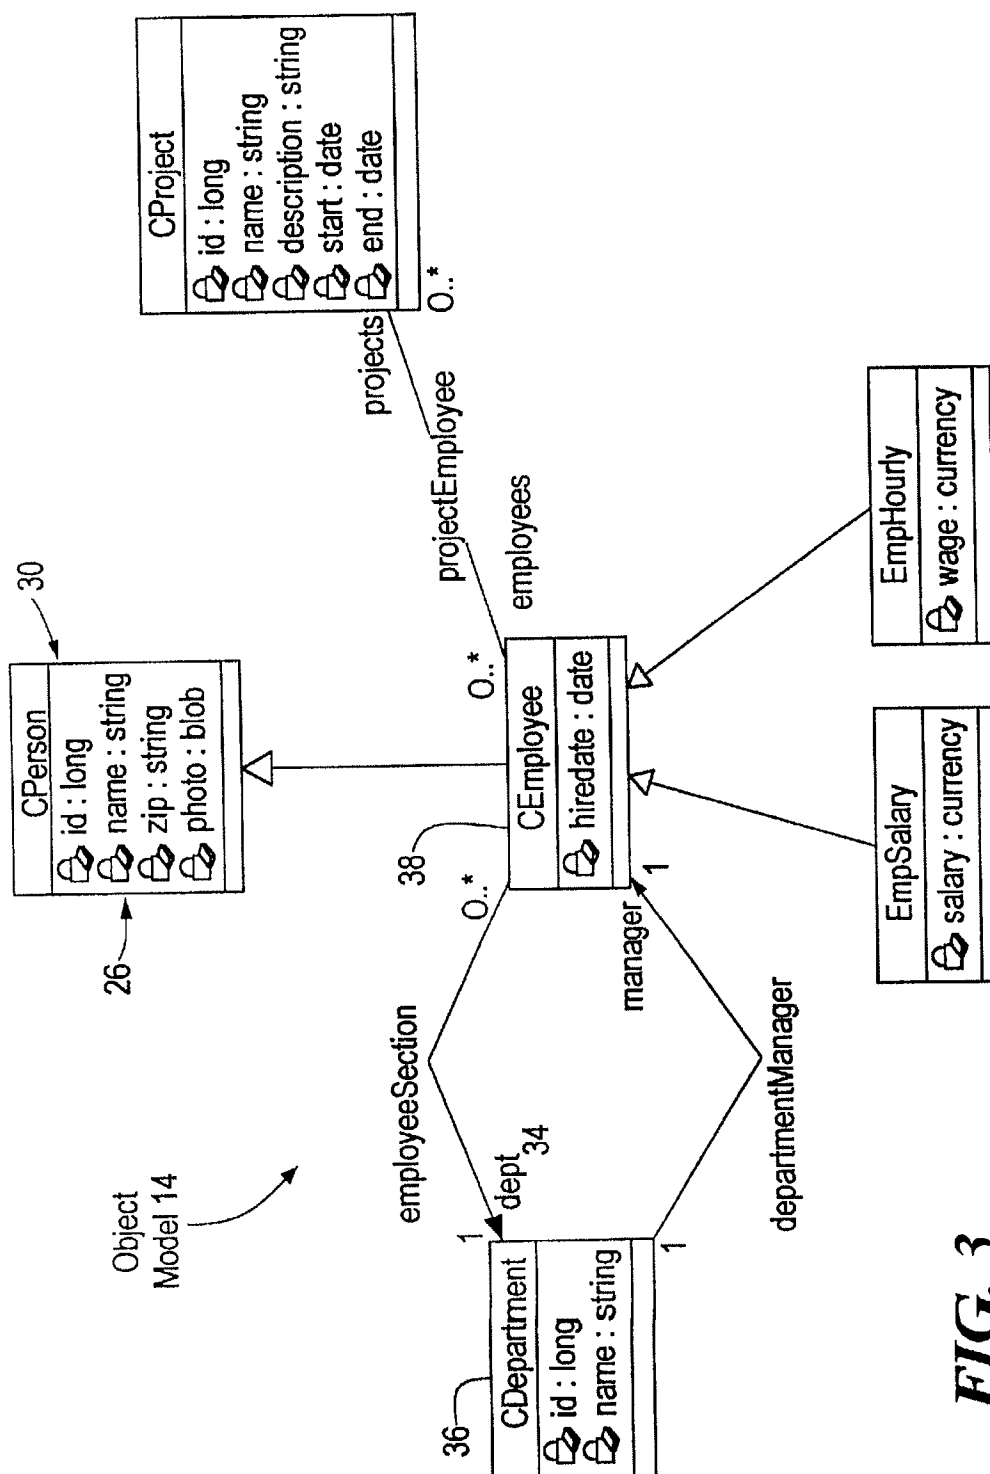 Object
Model 14
CPerson
id : long
name : string
zip : string
photo : blob
30
26
CProject
id : long
name : string
description : string
start : date
end : date
0..*
projects
projectEmployee
employees
0..*
CEmployee
hiredate : date
38
0..*
employeeSection
1
dept
34
36
CDepartment
id : long
name : string
1
departmentManager
manager
1
EmpSalary
salary : currency
EmpHourly
wage : currency
FIG. 3